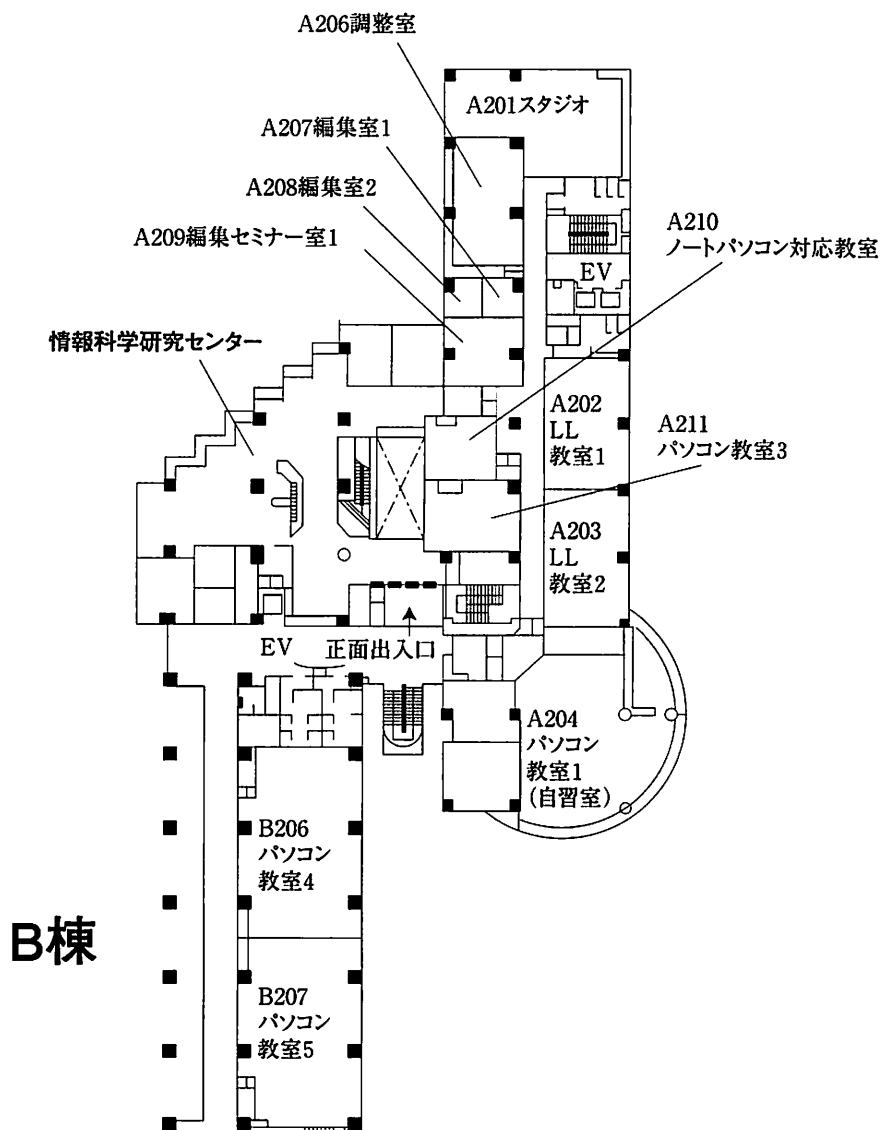 A206調整室
A201スタジオ
A207編集室1
A208編集室2
A209編集セミナー室1
A210
ノートパソコン対応教室
EV
情報科学研究センター
A202
LL
教室1
A211
パソコン教室3
A203
LL
教室2
EV
正面出入口
A204
パソコン
教室1
(自習室)
B206
パソコン
教室4
B棟
B207
パソコン
教室5